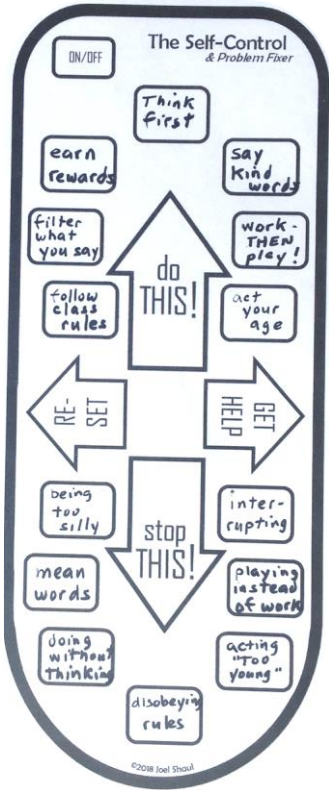 ON/OFF
The Self-Control
& Problem Fixer
Think
first
earn
rewards
say
kind
words
filter
what
you say
work -
THEN
play!
do
THIS!
follow
class
rules
act
your
age
RE-
SET
GET
HELP
being
too
silly
inter-
rupting
stop
THIS!
mean
words
playing
instead
of work
doing
without
thinkin
acting
"too
young"
disobeyin
rules
©2018 Joel Shaul